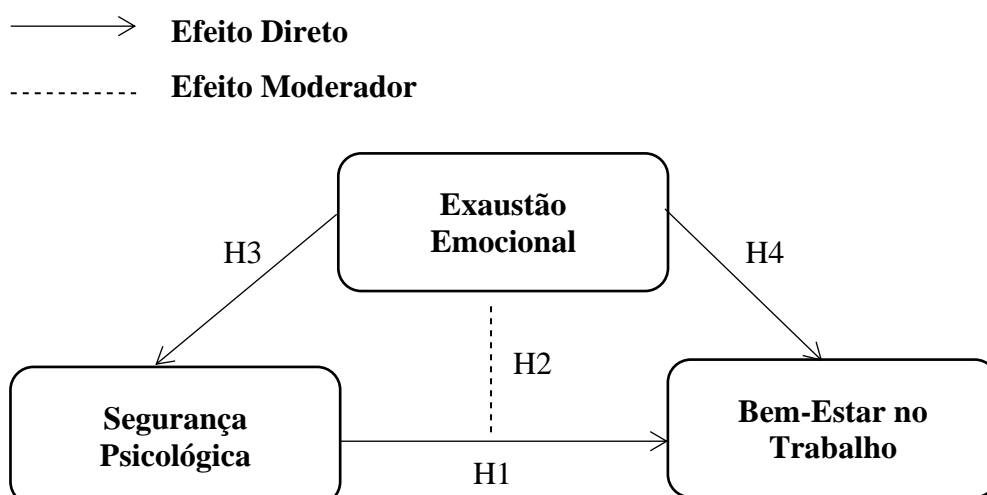 Efeito Direto
Efeito Moderador
Exaustão
Emocional
H3
H4
H2
Segurança
Psicológica
Bem-Estar no
Trabalho
H1